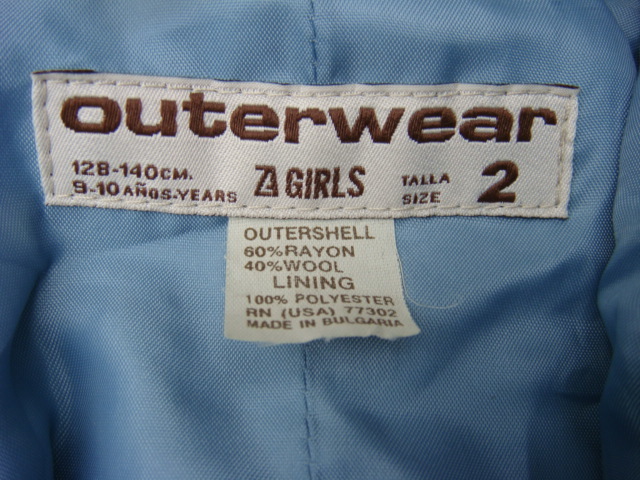 outerwear
128-140CM. ZA GIRLS TALLA 2
9-10 AÑOS-YEARS SIZE
OUTERSHELL
60%RAYON
40%WOOL
LINING
100% POLYESTER
RN (USA) 77302
MADE IN BULGARIA